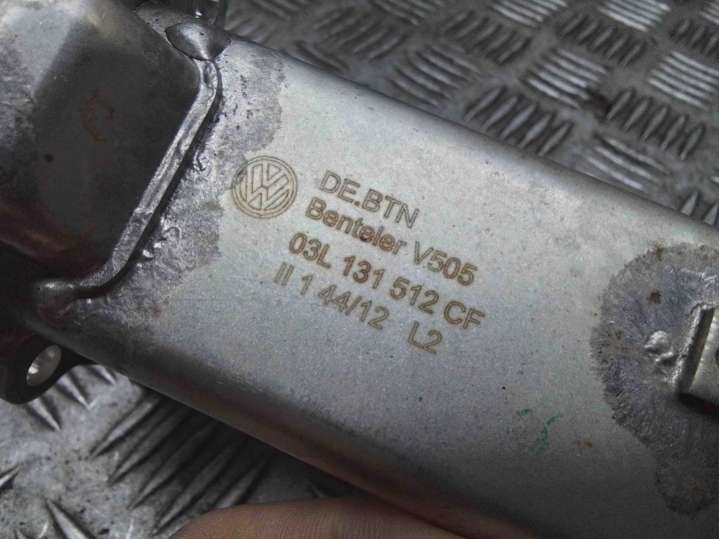 DE.BTN
Benteler V505
03L 131 512 CF
II 1 44/12 L2